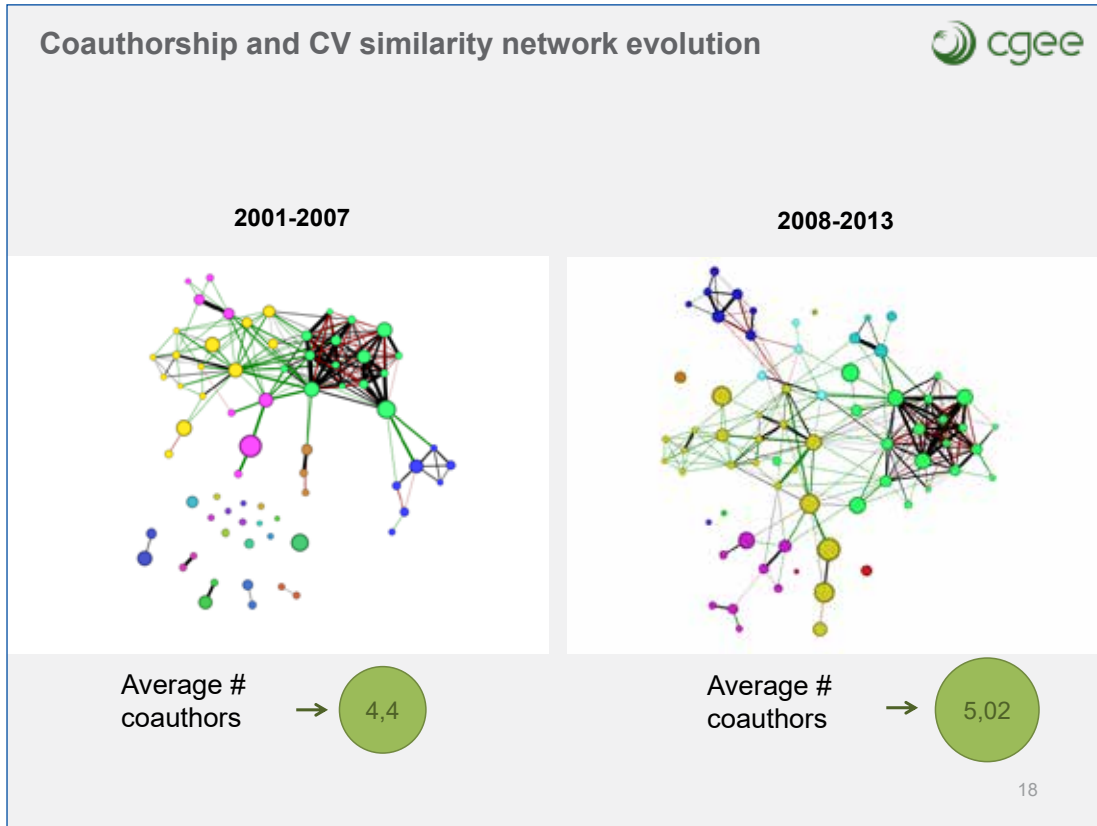 Coauthorship and CV similarity network evolution
cgee
2001-2007
2008-2013
Average #
coauthors
4,4
Average #
coauthors
5,02
18